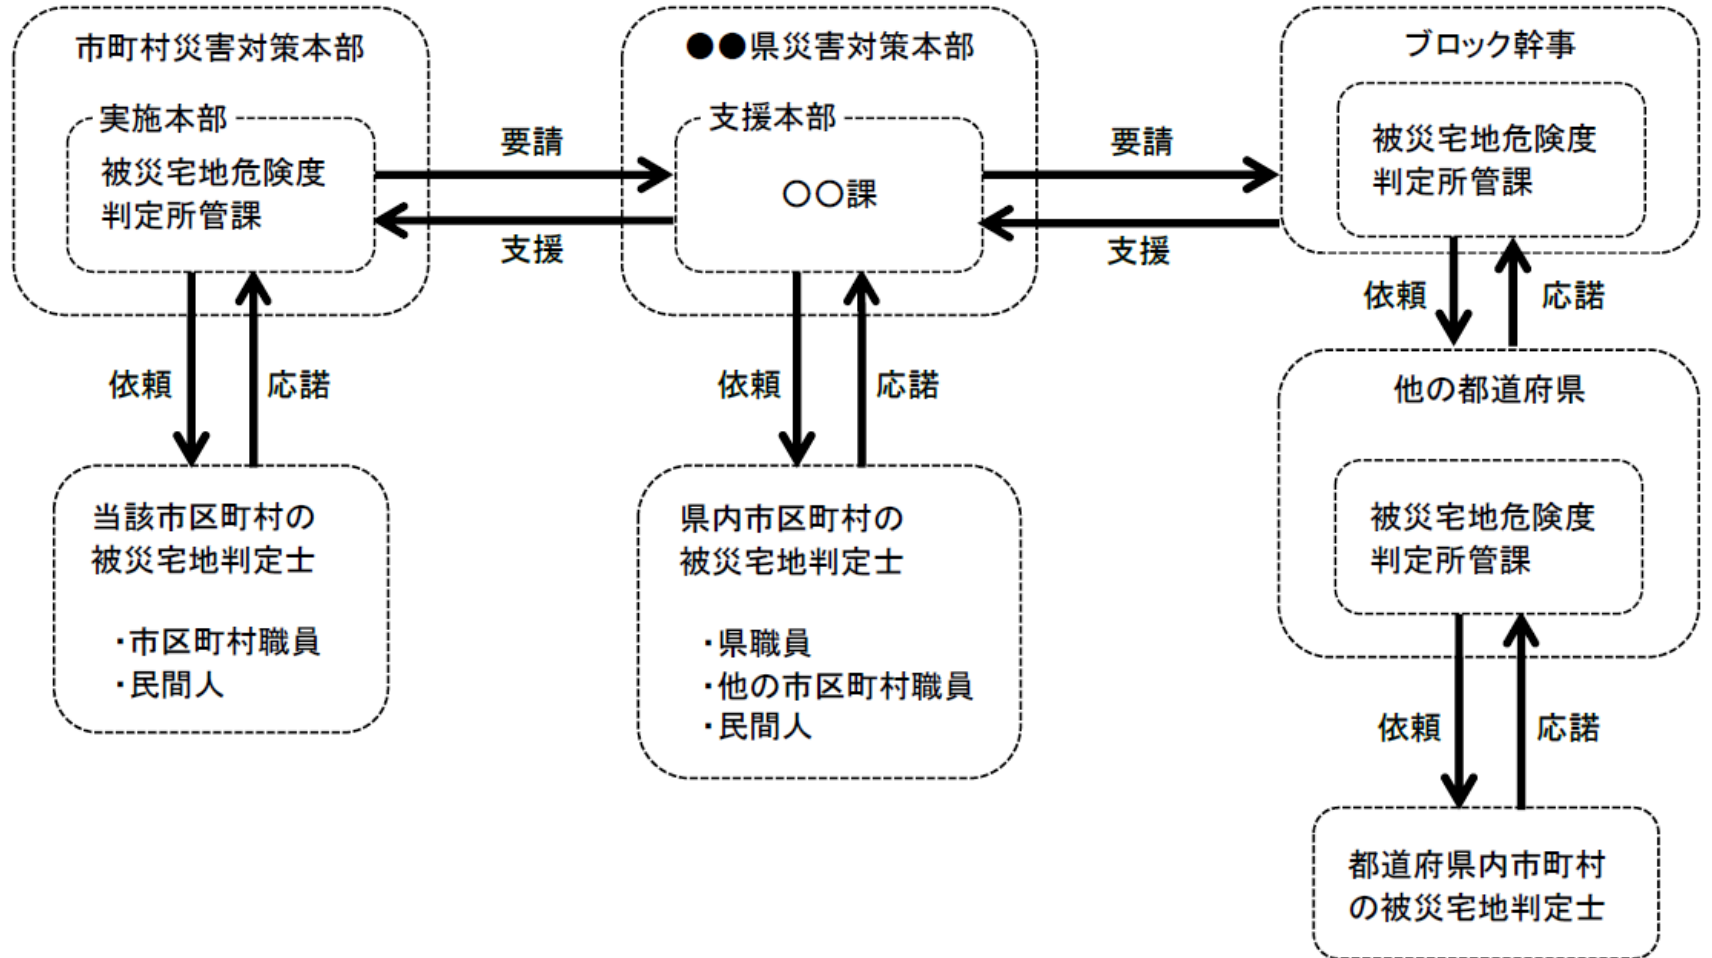 市町村災害対策本部
実施本部
被災宅地危険度
判定所管課
要請
支援
●●県災害対策本部
支援本部
〇〇課
要請
支援
ブロック幹事
被災宅地危険度
判定所管課
依頼
応諾
当該市区町村の
被災宅地判定士
・市区町村職員
・民間人
依頼
応諾
県内市区町村の
被災宅地判定士
・県職員
・他の市区町村職員
・民間人
依頼
応諾
他の都道府県
被災宅地危険度
判定所管課
依頼
応諾
都道府県内市町村
の被災宅地判定士